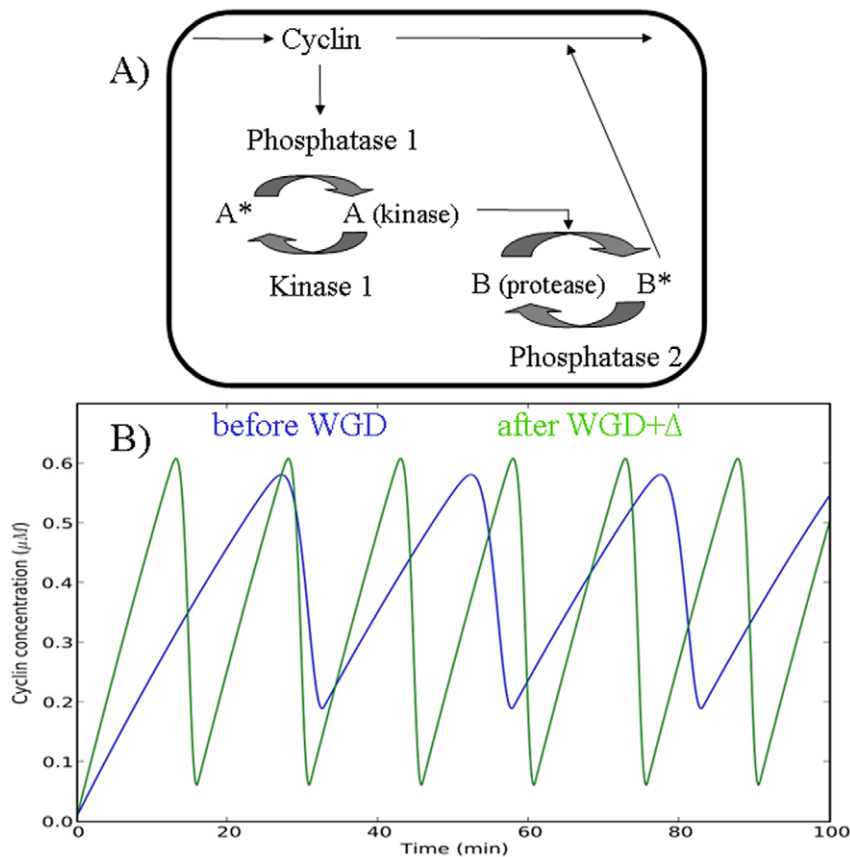 A)
Cyclin
Phosphatase 1
A*
A (kinase)
Kinase 1
B (protease)
B*
Phosphatase 2
B)
before WGD
after WGD+Δ
Cyclin concentration (μM)
0.6
0.5
0.4
0.3
0.2
0.1
0.0
0
20
40
60
80
100
Time (min)